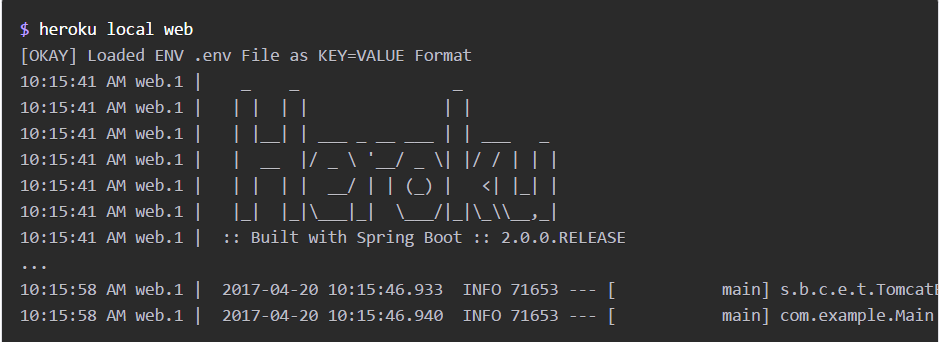 $ heroku local web
[OKAY] Loaded ENV .env File as KEY=VALUE Format
10:15:41 AM web.1 |    _    _                _
10:15:41 AM web.1 |   | |  | |              | |
10:15:41 AM web.1 |   | |__| | ___ _ __ ___ | | ___   _
10:15:41 AM web.1 |   |  __  |/ _ \ '__/ _ \| |/ / | | |
10:15:41 AM web.1 |   | |  | |  __/ | | (_) |   <| |_| |
10:15:41 AM web.1 |   |_|  |_|\___|_|  \___/|_|\_\\__,_|
10:15:41 AM web.1 |  :: Built with Spring Boot :: 2.0.0.RELEASE
...
10:15:58 AM web.1 |  2017-04-20 10:15:46.933  INFO 71653 --- [           main] s.b.c.e.t.Tomcat
10:15:58 AM web.1 |  2017-04-20 10:15:46.940  INFO 71653 --- [           main] com.example.Main